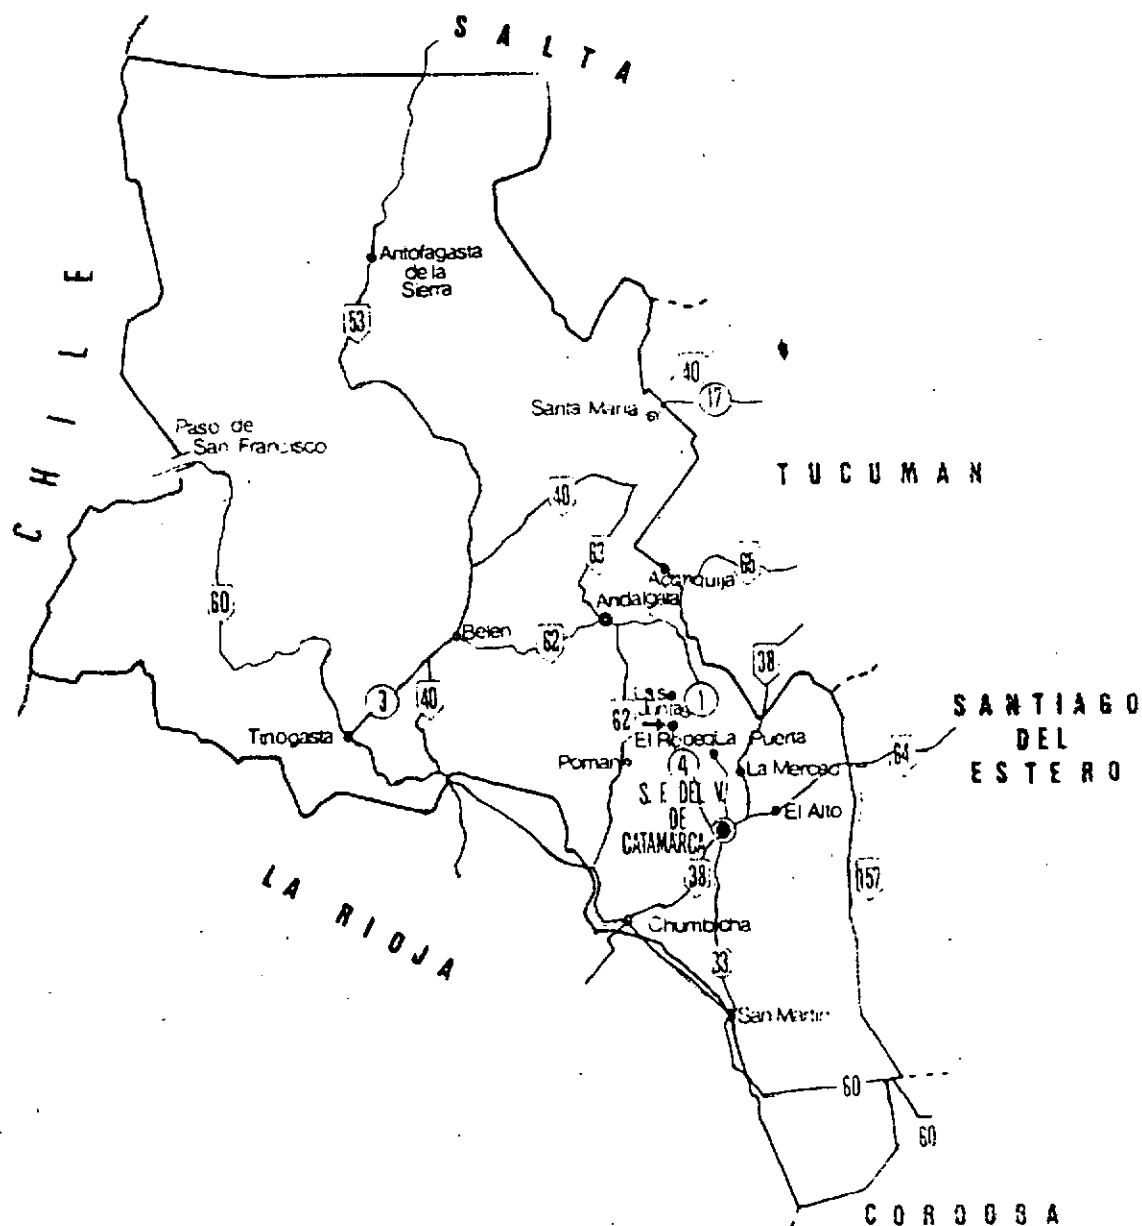 SALTA
CHILE
Antofagasta
de la
Sierra
53
40
17
Santa Maria
Paso de
San Francisco
TUCUMAN
40
63
65
Aconquija
60
Andalgala
Belen
62
38
3
40
Las
Juntas
1
SANTIAGO
DEL
ESTERO
62
Tinogasta
El Rodeo
La Puerta
64
Poman
4
La Merced
S. F. DEL V.
DE
CATAMARCA
El Alto
LA RIOJA
38
157
Chumbicha
33
San Martin
60
60
CORDOBA